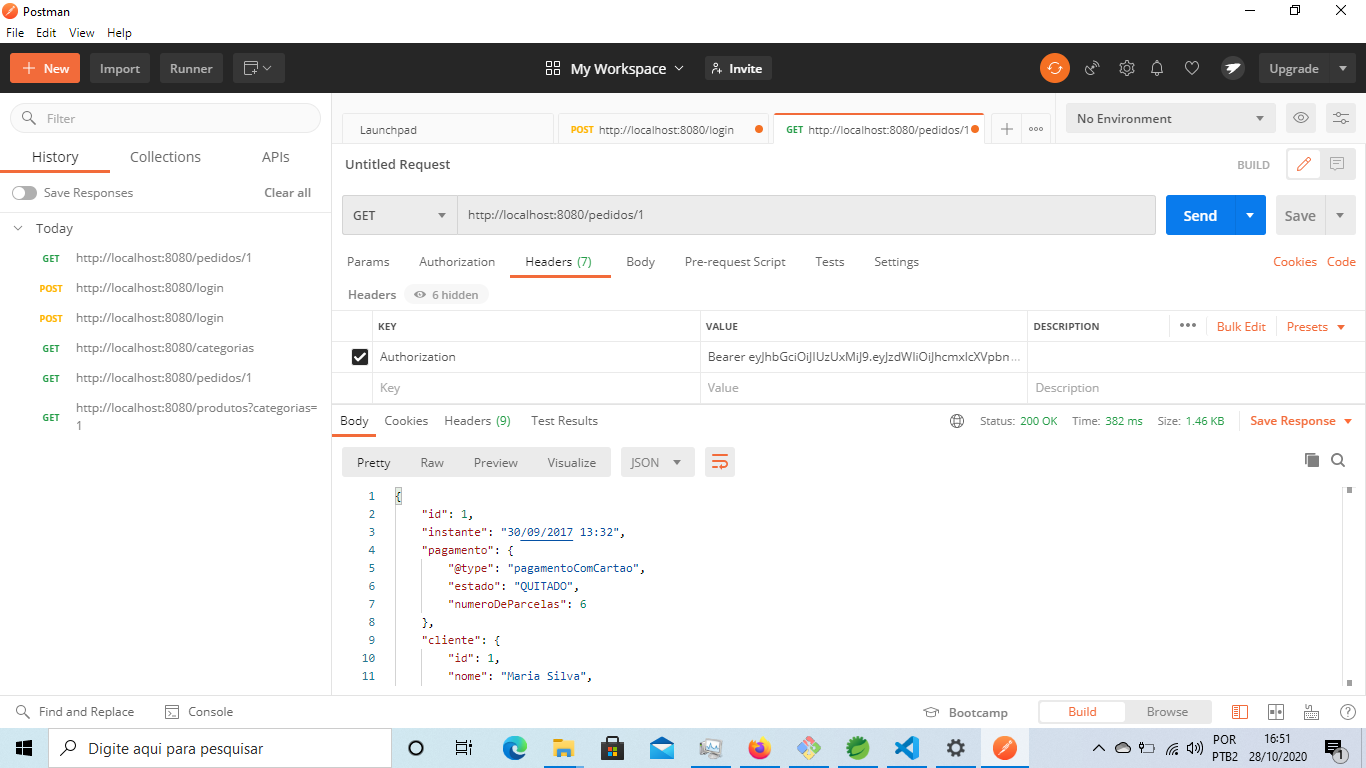 Postman
File Edit View Help
New Import Runner My Workspace Invite Upgrade
Filter
History Collections APIs
Save Responses Clear all
Today
GET http://localhost:8080/pedidos/1
POST http://localhost:8080/login
POST http://localhost:8080/login
GET http://localhost:8080/categorias
GET http://localhost:8080/pedidos/1
GET http://localhost:8080/produtos?categorias=
1
Launchpad POST http://localhost:8080/login GET http://localhost:8080/pedidos/1 No Environment
Untitled Request BUILD
GET http://localhost:8080/pedidos/1 Send Save
Params Authorization Headers (7) Body Pre-request Script Tests Settings Cookies Code
Headers 6 hidden
KEY VALUE DESCRIPTION Bulk Edit Presets
Authorization Bearer eyJhbGciOiJIUzUxMiJ9.eyJzdWIiOiJhcmxlcXVpbn...
Key Value Description
Body Cookies Headers (9) Test Results Status: 200 OK Time: 382 ms Size: 1.46 KB Save Response
Pretty Raw Preview Visualize JSON
1 {
2 "id": 1,
3 "instante": "30/09/2017 13:32",
4 "pagamento": {
5 "@type": "pagamentoComCartao",
6 "estado": "QUITADO",
7 "numeroDeParcelas": 6
8 },
9 "cliente": {
10 "id": 1,
11 "nome": "Maria Silva",
Find and Replace Console Bootcamp Build Browse
Digite aqui para pesquisar
POR 16:51
PTB2 28/10/2020 1